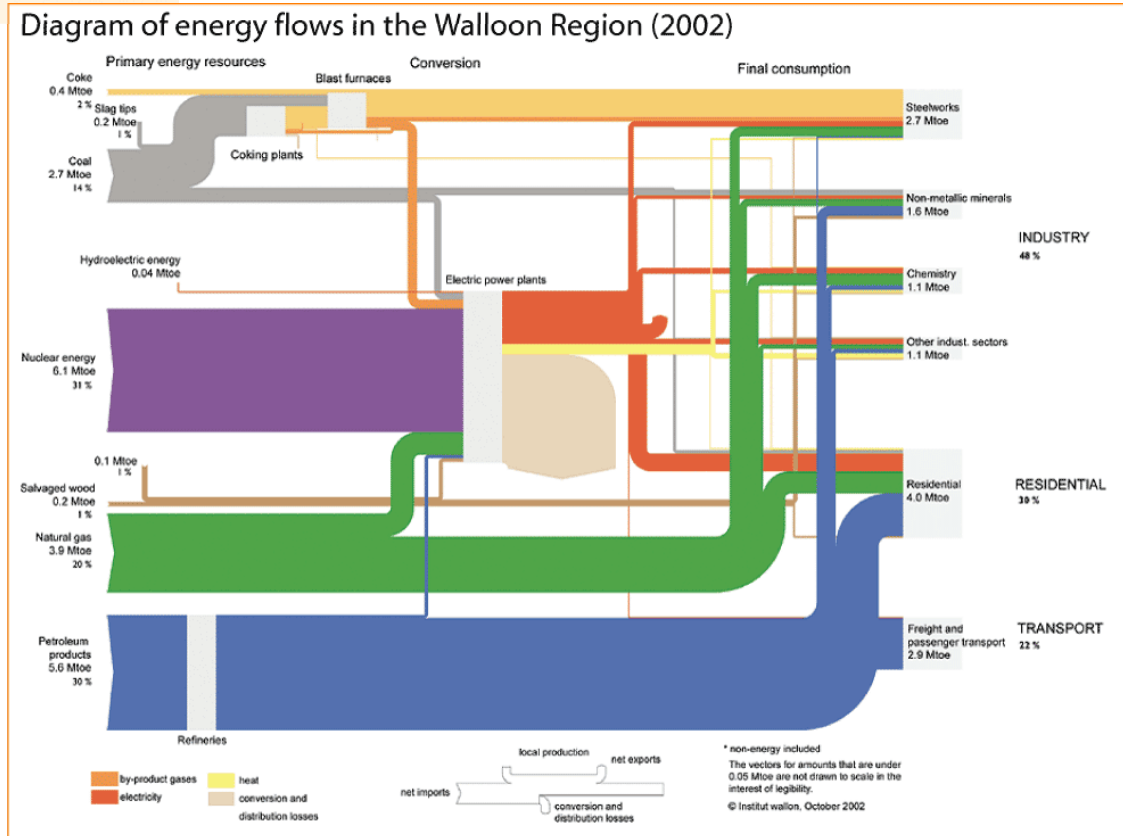 Diagram of energy flows in the Walloon Region (2002)
Primary energy resources
Conversion
Final consumption
Coke
0.4 Mtoe
2 %
Slag tips
0.2 Mtoe
1 %
Coal
2.7 Mtoe
14 %
Blast furnaces
Coking plants
Hydroelectric energy
0.04 Mtoe
Electric power plants
Nuclear energy
6.1 Mtoe
31 %
0.1 Mtoe
1 %
Salvaged wood
0.2 Mtoe
1 %
Natural gas
3.9 Mtoe
20 %
Petroleum
products
5.6 Mtoe
30 %
Refineries
Steelworks
2.7 Mtoe
Non-metallic minerals
1.6 Mtoe
INDUSTRY
48 %
Chemistry
1.1 Mtoe
Other indust. sectors
1.1 Mtoe
Residential
4.0 Mtoe
RESIDENTIAL
30 %
Freight and
passenger transport
2.9 Mtoe
TRANSPORT
22 %
by-product gases
electricity
heat
conversion and
distribution losses
local production
net exports
net imports
conversion and
distribution losses
* non-energy included
The vectors for amounts that are under
0.05 Mtoe are not drawn to scale in the
interest of legibility.
© Institut wallon, October 2002